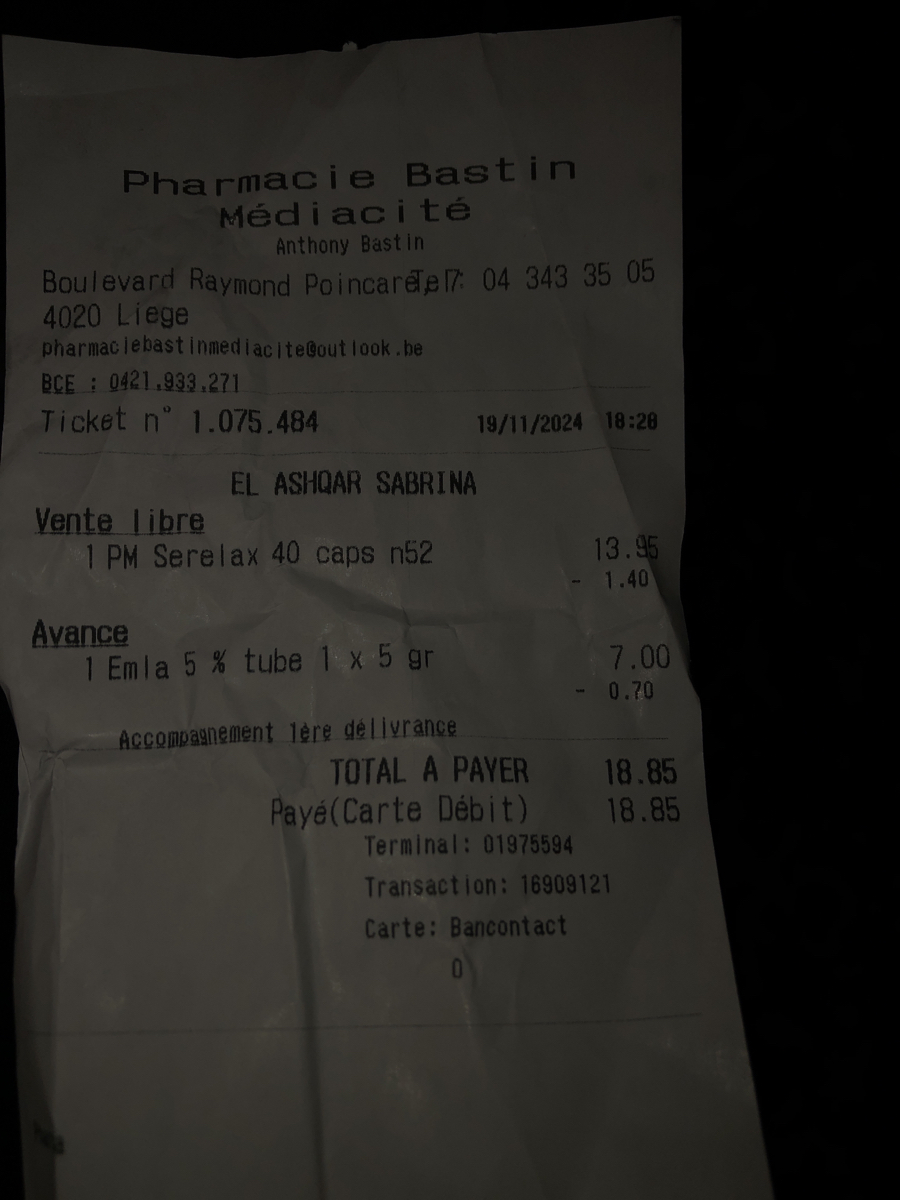 Pharmacie Bastin
Médiacité
Anthony Bastin
Boulevard Raymond Poincaré, 7 Tel : 04 343 35 05
4020 Liege
pharmaciebastinmediacite@outlook.be
BCE : 0421.933.271
Ticket n° 1.075.484 19/11/2024 18:28
EL ASHQAR SABRINA
Vente libre
1 PM Serelax 40 caps n52 13.95
- 1.40
Avance
1 Emla 5 % tube 1 x 5 gr 7.00
- 0.70
Accompagnement 1ère délivrance
TOTAL A PAYER 18.85
Payé(Carte Débit) 18.85
Terminal: 01975594
Transaction: 16909121
Carte: Bancontact
0